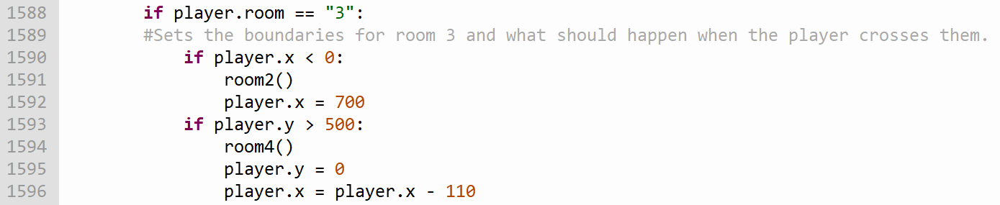 1588 if player.room == "3":
1589 #Sets the boundaries for room 3 and what should happen when the player crosses them.
1590 if player.x < 0:
1591 room2()
1592 player.x = 700
1593 if player.y > 500:
1594 room4()
1595 player.y = 0
1596 player.x = player.x - 110